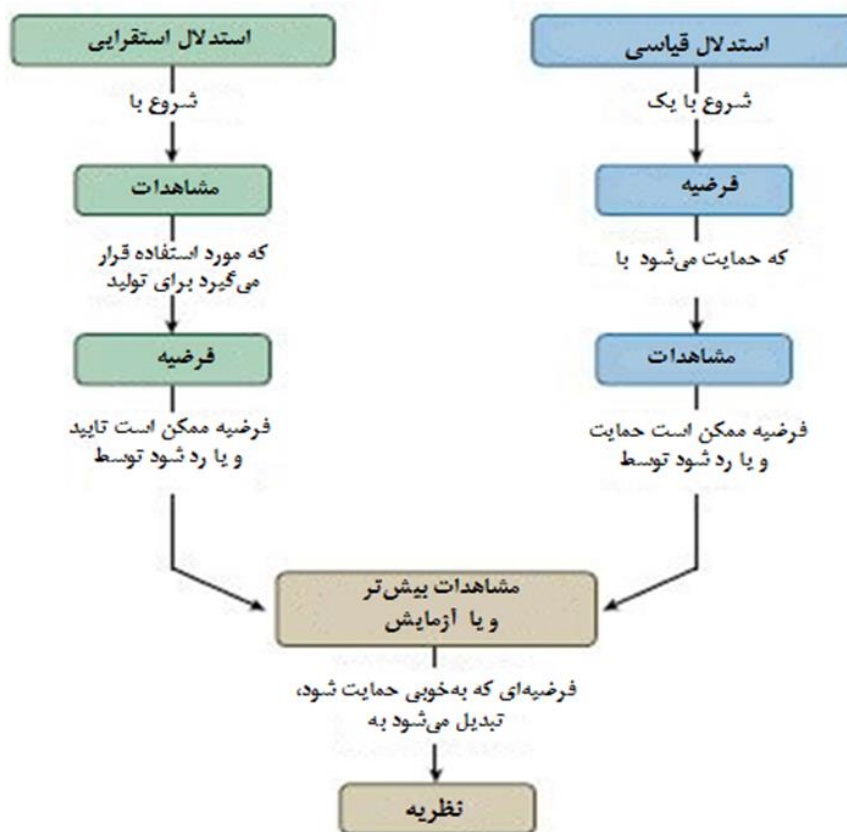 استدلال قیاسی
شروع با یک
فرضیه
که حمایت می‌شود با
مشاهدات
فرضیه ممکن است حمایت
و یا رد شود توسط
استدلال استقرایی
شروع با
مشاهدات
که مورد استفاده قرار
می‌گیرد برای تولید
فرضیه
فرضیه ممکن است تایید
و یا رد شود توسط
مشاهدات بیش‌تر
و یا آزمایش
فرضیه‌ای که به‌خوبی حمایت شود،
تبدیل می‌شود به
نظریه